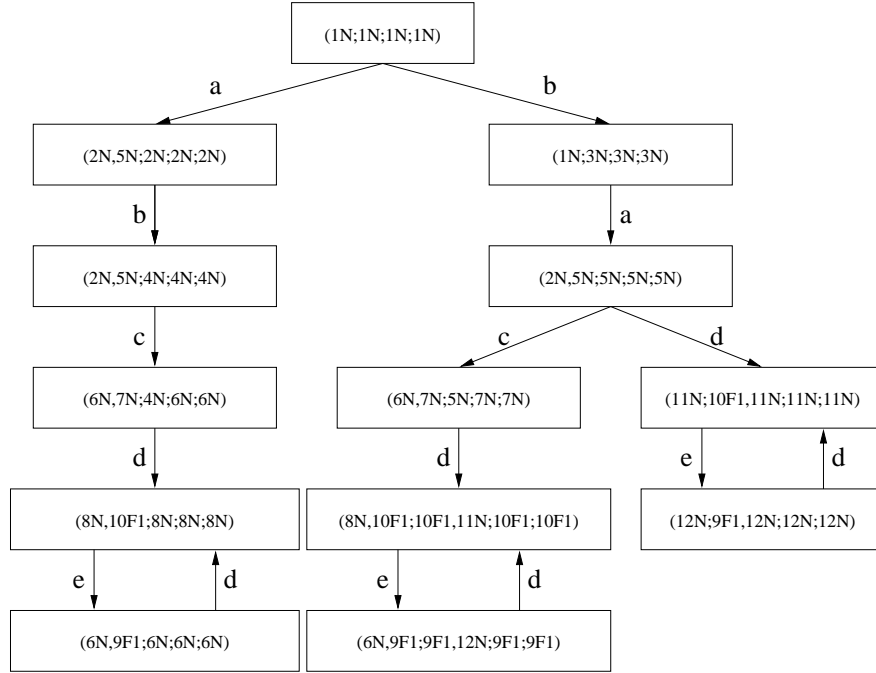 (1N;1N;1N;1N)
a b
(2N,5N;2N;2N;2N) (1N;3N;3N;3N)
b a
(2N,5N;4N;4N;4N) (2N,5N;5N;5N;5N)
c c d
(6N,7N;4N;6N;6N) (6N,7N;5N;7N;7N) (11N;10F1,11N;11N;11N)
d d e d
(8N,10F1;8N;8N;8N) (8N,10F1;10F1,11N;10F1;10F1) (12N;9F1,12N;12N;12N)
e d e d
(6N,9F1;6N;6N;6N) (6N,9F1;9F1,12N;9F1;9F1)